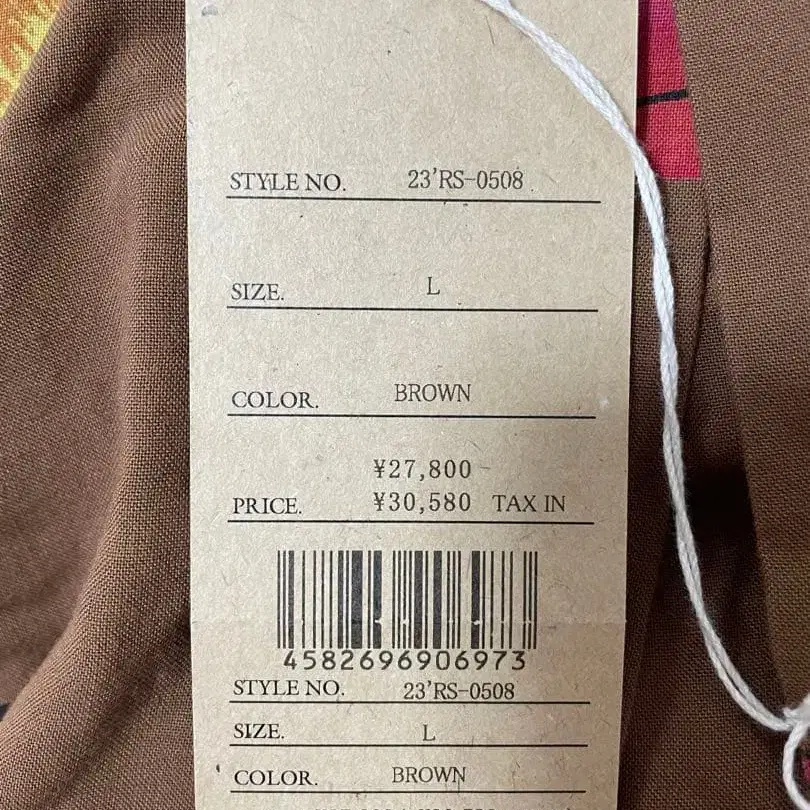 STYLE NO. 23'RS-0508
SIZE. L
COLOR. BROWN
¥27,800
PRICE. ¥30,580 TAX IN
4582696906973
STYLE NO. 23'RS-0508
SIZE. L
COLOR. BROWN